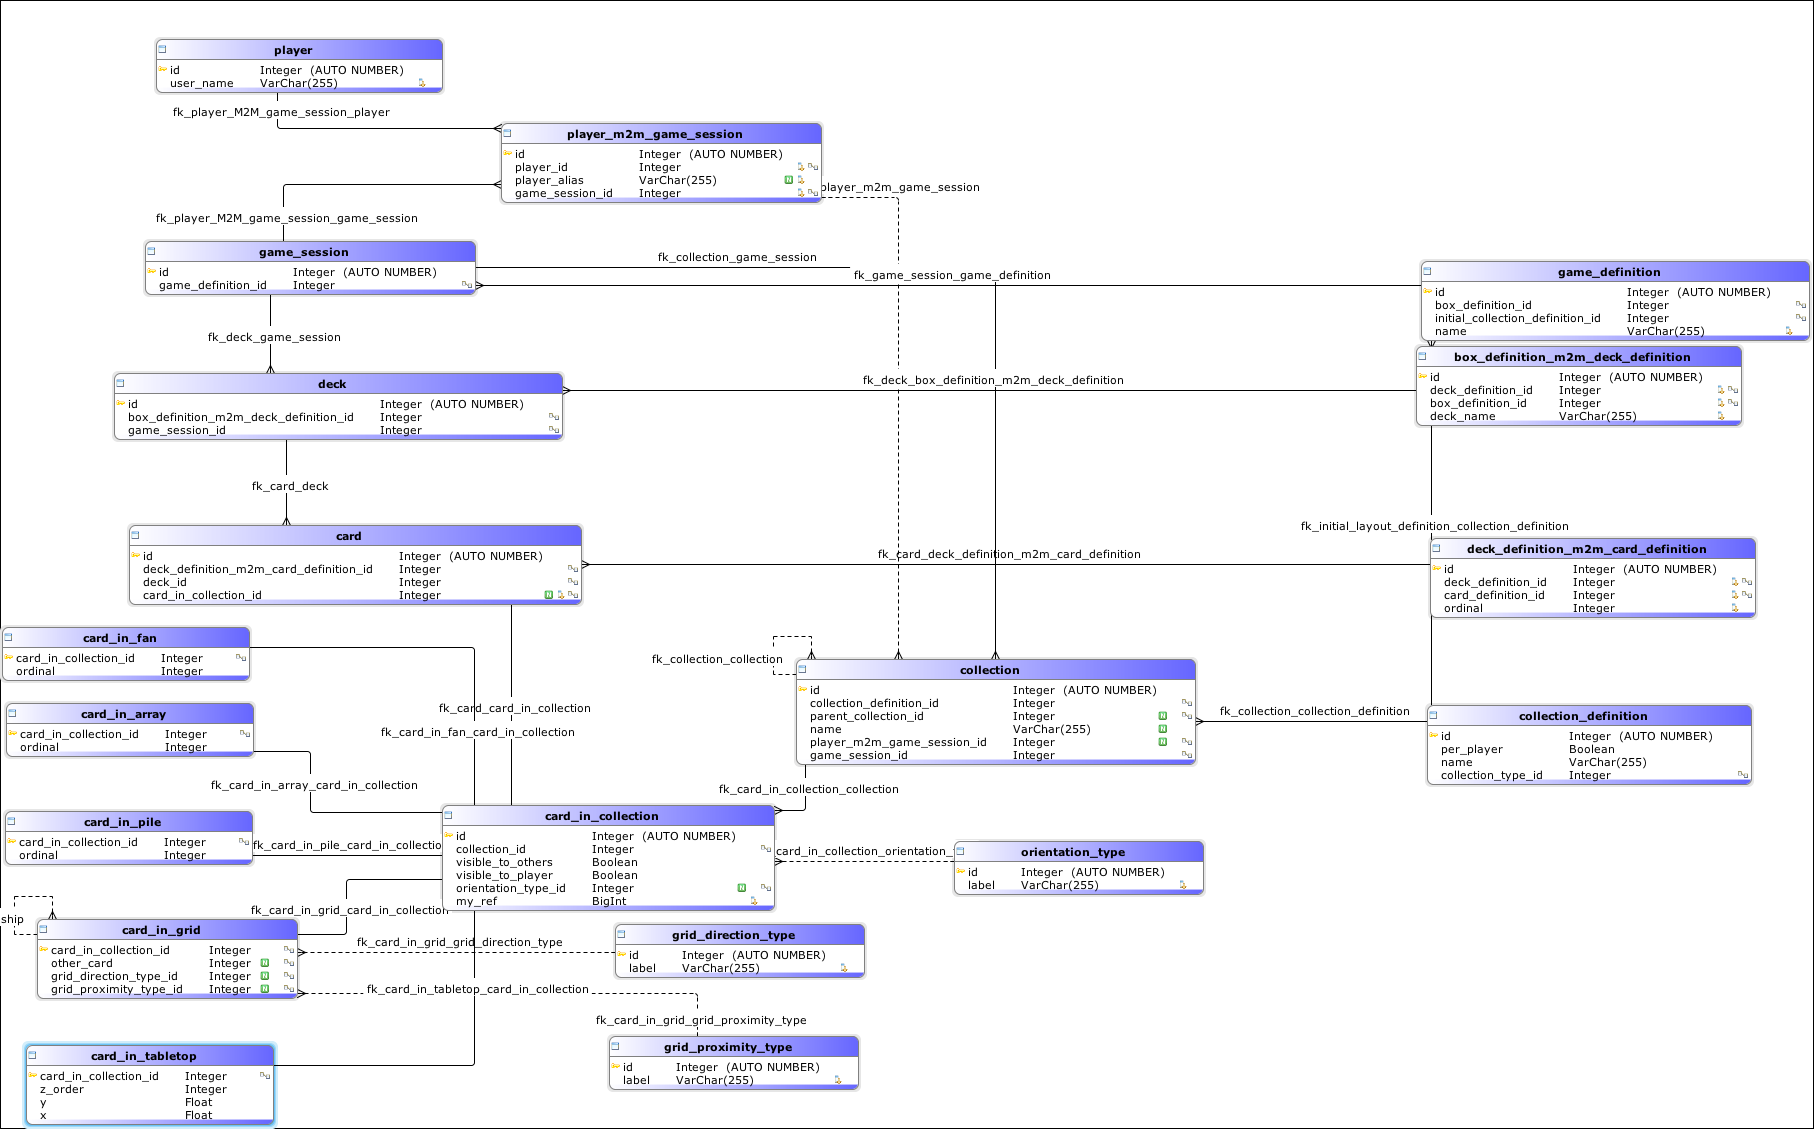 player
id Integer (AUTO NUMBER)
user_name VarChar(255)
fk_player_M2M_game_session_player
player_m2m_game_session
id Integer (AUTO NUMBER)
player_id Integer
player_alias VarChar(255)
game_session_id Integer
player_m2m_game_session
fk_player_M2M_game_session_game_session
game_session
id Integer (AUTO NUMBER)
game_definition_id Integer
fk_collection_game_session
fk_game_session_game_definition
game_definition
id Integer (AUTO NUMBER)
box_definition_id Integer
initial_collection_definition_id Integer
name VarChar(255)
fk_deck_game_session
box_definition_m2m_deck_definition
id Integer (AUTO NUMBER)
deck_definition_id Integer
box_definition_id Integer
deck_name VarChar(255)
deck
id Integer (AUTO NUMBER)
box_definition_m2m_deck_definition_id Integer
game_session_id Integer
fk_deck_box_definition_m2m_deck_definition
fk_card_deck
fk_initial_layout_definition_collection_definition
card
id Integer (AUTO NUMBER)
deck_definition_m2m_card_definition_id Integer
deck_id Integer
card_in_collection_id Integer
fk_card_deck_definition_m2m_card_definition
deck_definition_m2m_card_definition
id Integer (AUTO NUMBER)
deck_definition_id Integer
card_definition_id Integer
ordinal Integer
card_in_fan
card_in_collection_id Integer
ordinal Integer
fk_collection_collection
collection
id Integer (AUTO NUMBER)
collection_definition_id Integer
parent_collection_id Integer
name VarChar(255)
player_m2m_game_session_id Integer
game_session_id Integer
fk_collection_collection_definition
collection_definition
id Integer (AUTO NUMBER)
per_player Boolean
name VarChar(255)
collection_type_id Integer
card_in_array
card_in_collection_id Integer
ordinal Integer
fk_card_card_in_collection
fk_card_in_fan_card_in_collection
fk_card_in_array_card_in_collection
fk_card_in_collection_collection
card_in_pile
card_in_collection_id Integer
ordinal Integer
fk_card_in_pile_card_in_collectio
card_in_collection
id Integer (AUTO NUMBER)
collection_id Integer
visible_to_others Boolean
visible_to_player Boolean
orientation_type_id Integer
my_ref BigInt
card_in_collection_orientation_
orientation_type
id Integer (AUTO NUMBER)
label VarChar(255)
fk_card_in_grid_card_in_collection
ship
card_in_grid
card_in_collection_id Integer
other_card Integer
grid_direction_type_id Integer
grid_proximity_type_id Integer
fk_card_in_grid_grid_direction_type
grid_direction_type
id Integer (AUTO NUMBER)
label VarChar(255)
fk_card_in_tabletop_card_in_collection
fk_card_in_grid_grid_proximity_type
grid_proximity_type
id Integer (AUTO NUMBER)
label VarChar(255)
card_in_tabletop
card_in_collection_id Integer
z_order Integer
y Float
x Float